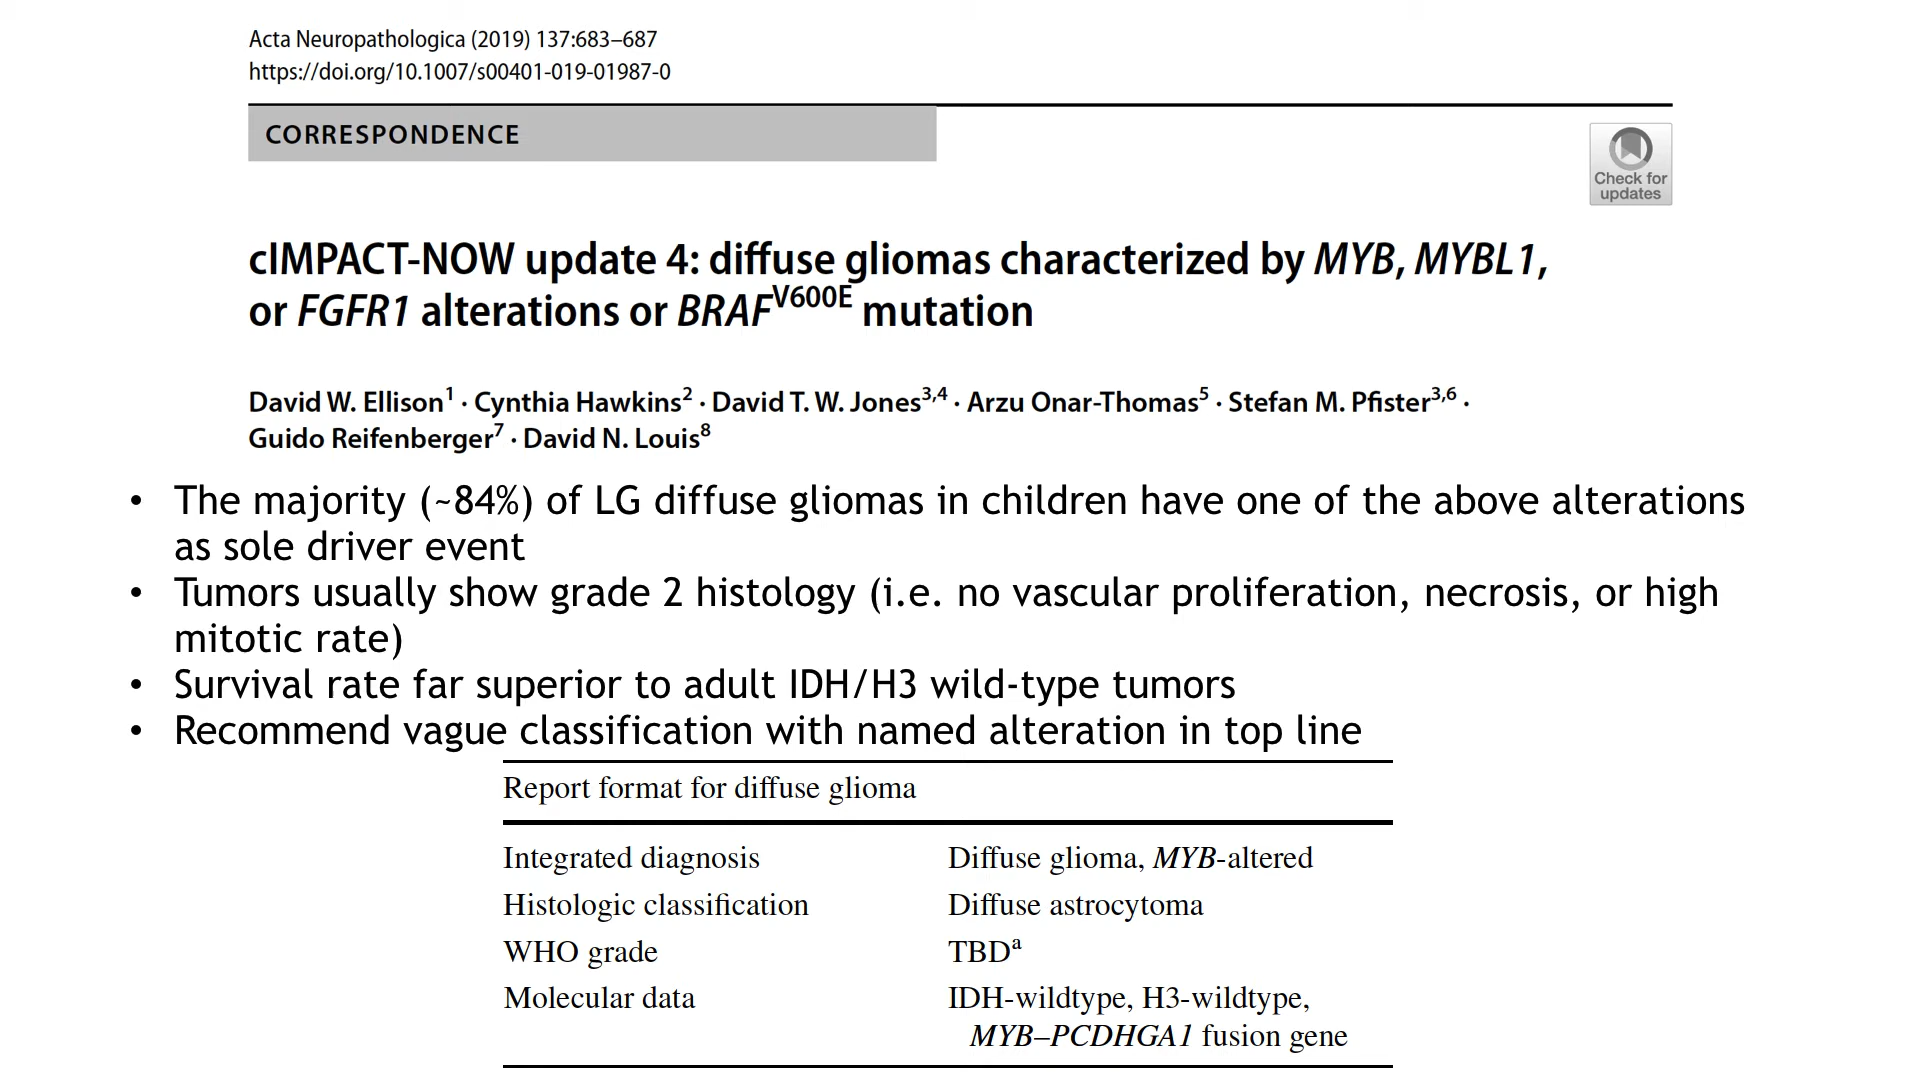 Acta Neuropathologica (2019) 137:683–687
https://doi.org/10.1007/s00401-019-01987-0
CORRESPONDENCE
Check for
updates
cIMPACT-NOW update 4: diffuse gliomas characterized by MYB, MYBL1,
or FGFR1 alterations or BRAFV600E mutation
David W. Ellison1 · Cynthia Hawkins2 · David T. W. Jones3,4 · Arzu Onar-Thomas5 · Stefan M. Pfister3,6 ·
Guido Reifenberger7 · David N. Louis8
• The majority (~84%) of LG diffuse gliomas in children have one of the above alterations
as sole driver event
• Tumors usually show grade 2 histology (i.e. no vascular proliferation, necrosis, or high
mitotic rate)
• Survival rate far superior to adult IDH/H3 wild-type tumors
• Recommend vague classification with named alteration in top line
Report format for diffuse glioma
Integrated diagnosis Diffuse glioma, MYB-altered
Histologic classification Diffuse astrocytoma
WHO grade TBDa
Molecular data IDH-wildtype, H3-wildtype,
MYB–PCDHGA1 fusion gene